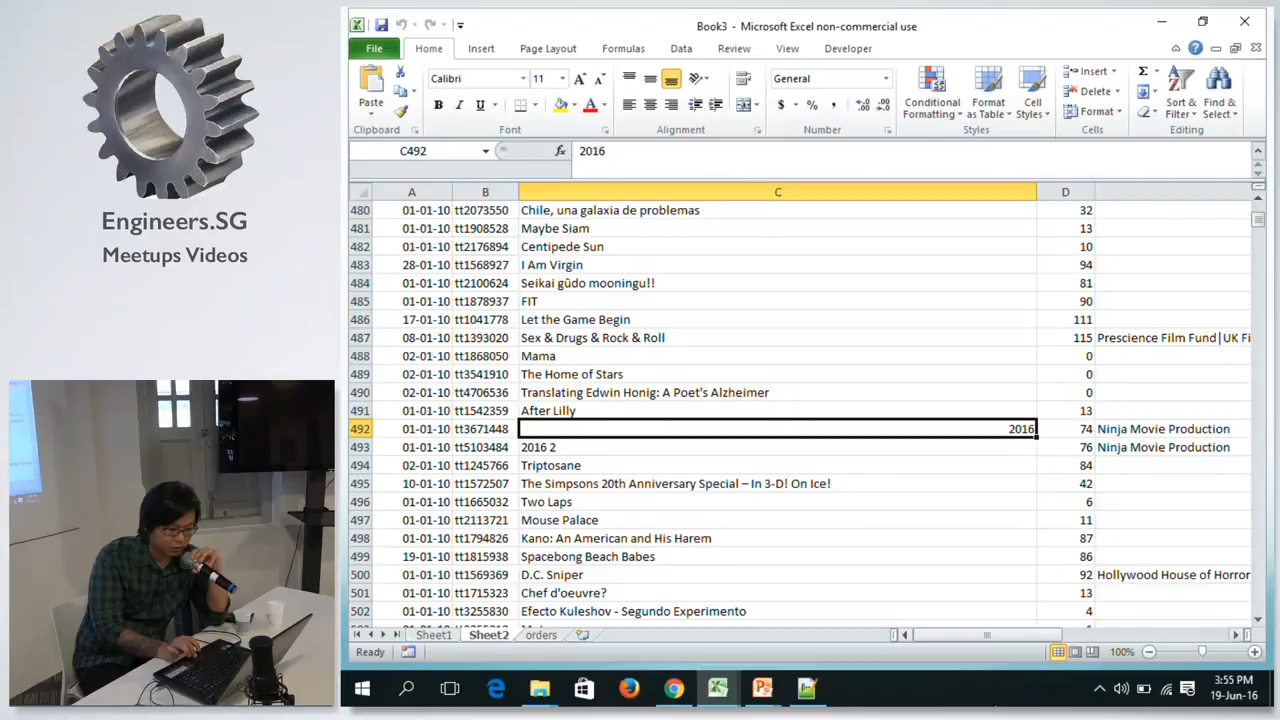 Engineers.SG
Meetups Videos
Book3 - Microsoft Excel non-commercial use
File Home Insert Page Layout Formulas Data Review View Developer
Paste
Calibri 11
General
Conditional Formatting
Format as Table
Cell Styles
Insert
Delete
Format
Sort & Filter
Find & Select
Clipboard Font Alignment Number Styles Cells Editing
C492 fx 2016
A B C D
480 01-01-10 tt2073550 Chile, una galaxia de problemas 32
481 01-01-10 tt1908528 Maybe Siam 13
482 01-01-10 tt2176894 Centipede Sun 10
483 28-01-10 tt1568927 I Am Virgin 94
484 01-01-10 tt2100624 Seikai gûdo mooningu!! 81
485 01-01-10 tt1878937 FIT 90
486 17-01-10 tt1041778 Let the Game Begin 111
487 08-01-10 tt1393020 Sex & Drugs & Rock & Roll 115 Prescience Film Fund|UK Fi
488 02-01-10 tt1868050 Mama 0
489 02-01-10 tt3541910 The Home of Stars 0
490 02-01-10 tt4706536 Translating Edwin Honig: A Poet's Alzheimer 0
491 01-01-10 tt1542359 After Lilly 13
492 01-01-10 tt3671448 2016 74 Ninja Movie Production
493 01-01-10 tt5103484 2016 2 76 Ninja Movie Production
494 02-01-10 tt1245766 Triptosane 84
495 10-01-10 tt1572507 The Simpsons 20th Anniversary Special – In 3-D! On Ice! 42
496 01-01-10 tt1665032 Two Laps 6
497 01-01-10 tt2113721 Mouse Palace 11
498 01-01-10 tt1794826 Kano: An American and His Harem 87
499 19-01-10 tt1815938 Spacebong Beach Babes 86
500 01-01-10 tt1569369 D.C. Sniper 92 Hollywood House of Horror
501 01-01-10 tt1715323 Chef d'oeuvre? 13
502 01-01-10 tt3255830 Efecto Kuleshov - Segundo Experimento 4
Sheet1 Sheet2 orders
Ready 100%
3:55 PM
19-Jun-16